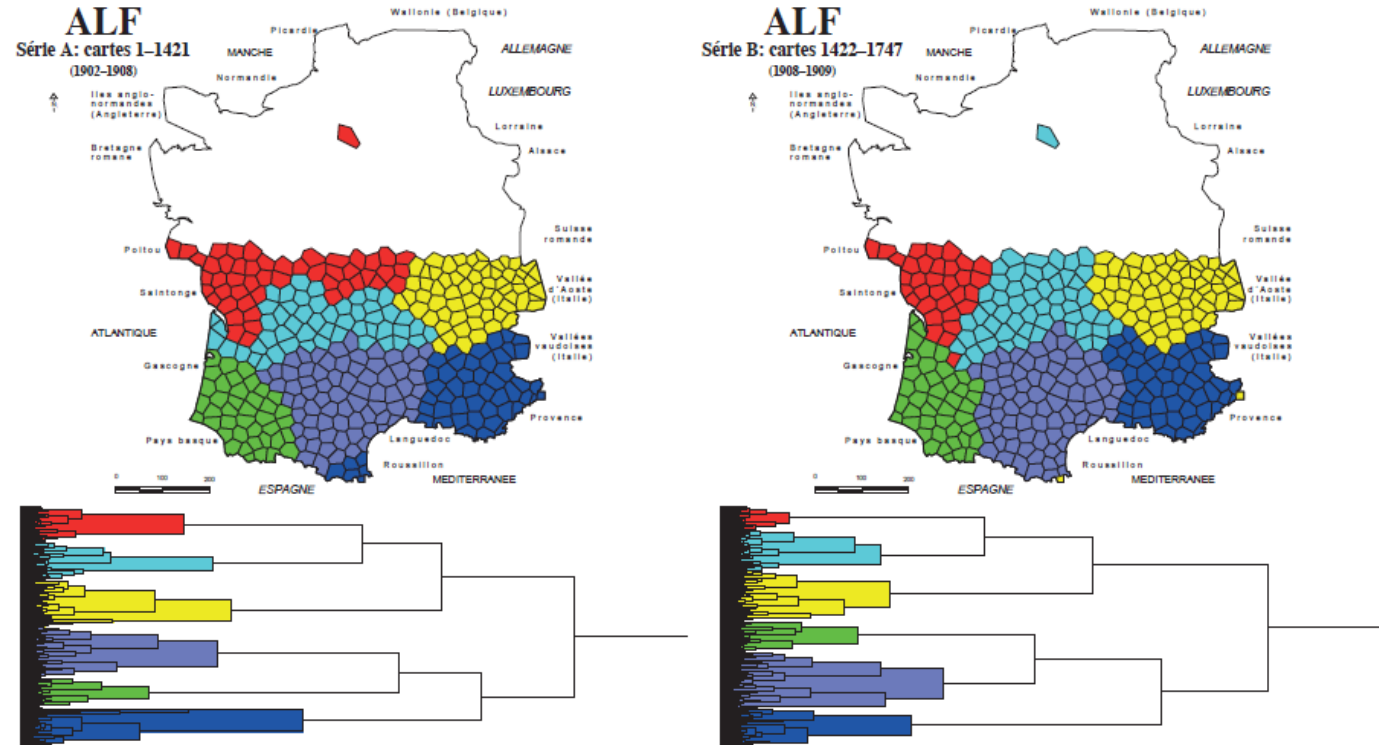 ALF
Série A: cartes 1–1421
(1902–1908)
Wallonie (Belgique)
Picardie
MANCHE
ALLEMAGNE
Normandie
LUXEMBOURG
N
Iles anglo-
normandes
(Angleterre)
Lorraine
Bretagne
romane
Alsace
Suisse
romande
Poitou
Vallée
d'Aoste
(Italie)
Saintonge
ATLANTIQUE
Vallées
vaudoises
(Italie)
Gascogne
Provence
Pays basque
Languedoc
Roussillon
MEDITERRANEE
0 100 200
ESPAGNE
ALF
Série B: cartes 1422–1747
(1908–1909)
Wallonie (Belgique)
Picardie
MANCHE
ALLEMAGNE
Normandie
LUXEMBOURG
N
Iles anglo-
normandes
(Angleterre)
Lorraine
Bretagne
romane
Alsace
Suisse
romande
Poitou
Vallée
d'Aoste
(Italie)
Saintonge
ATLANTIQUE
Vallées
vaudoises
(Italie)
Gascogne
Provence
Pays basque
Languedoc
Roussillon
MEDITERRANEE
0 100 200
ESPAGNE